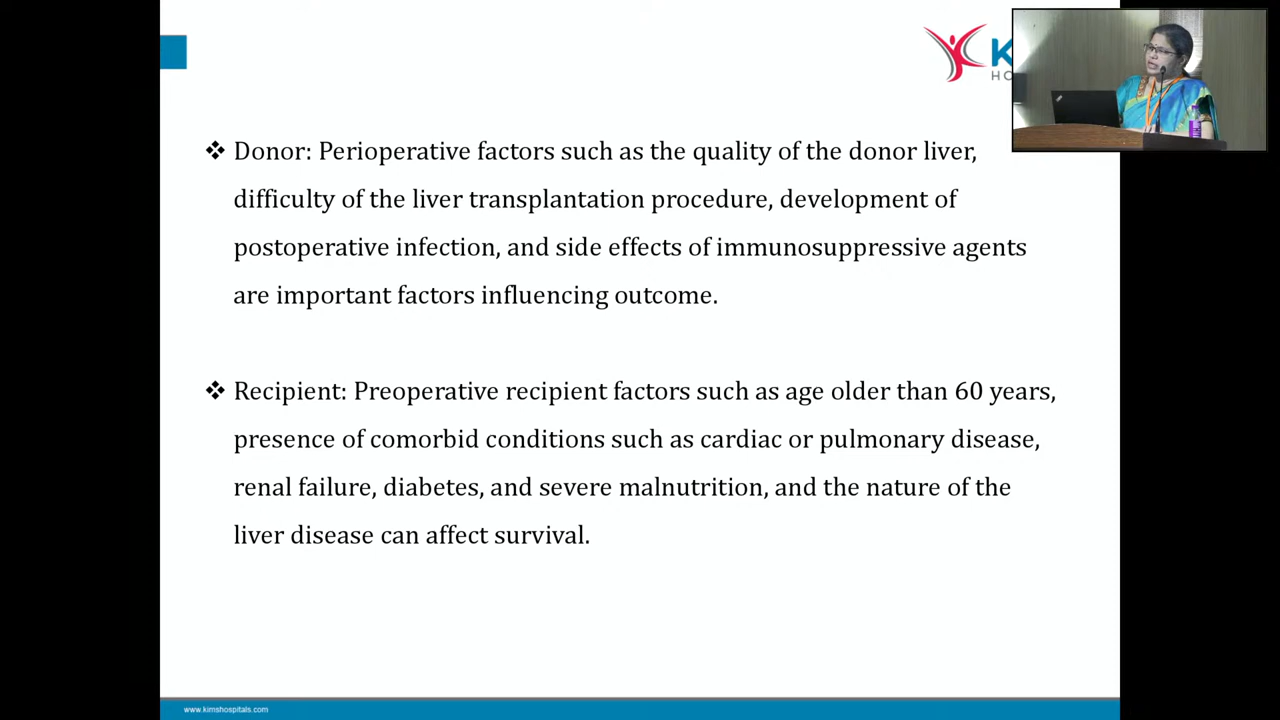 ❖ Donor: Perioperative factors such as the quality of the donor liver,
difficulty of the liver transplantation procedure, development of
postoperative infection, and side effects of immunosuppressive agents
are important factors influencing outcome.
❖ Recipient: Preoperative recipient factors such as age older than 60 years,
presence of comorbid conditions such as cardiac or pulmonary disease,
renal failure, diabetes, and severe malnutrition, and the nature of the
liver disease can affect survival.
www.kimshospitals.com